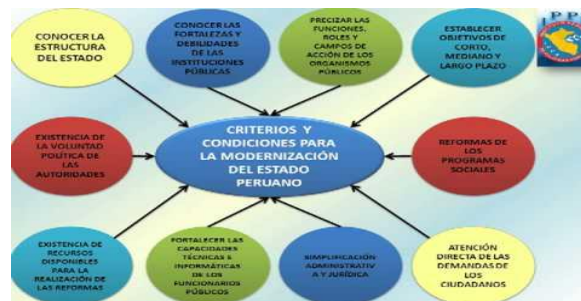 CONOCER LA
ESTRUCTURA DEL
ESTADO
CONOCER LAS
FORTALEZAS Y
DEBILIDADES
DE LAS
INSTITUCIONES
PÚBLICAS
PRECIZAR LAS
FUNCIONES,
ROLES Y
CAMPOS DE
ACCIÓN DE LOS
ORGANISMOS
PÚBLICOS
ESTABLECER
OBJETIVOS DE
CORTO,
MEDIANO Y
LARGO PLAZO
EXISTENCIA DE
LA VOLUNTAD
POLÍTICA DE
LAS
AUTORIDADES
CRITERIOS Y
CONDICIONES PARA
LA MODERNIZACIÓN
DEL ESTADO
PERUANO
REFORMAS DE
LOS
PROGRAMAS
SOCIALES
EXISTENCIA DE
RECURSOS
DISPONIBLES
PARA LA
REALIZACIÓN DE
LAS REFORMAS
FORTALECER LAS
CAPACIDADES
TÉCNICAS E
INFORMÁTICAS
DE LOS
FUNCIONARIOS
PÚBLICOS
SIMPLIFICACIÓN
ADMINISTRATIV
A Y JURÍDICA
ATENCIÓN
DIRECTA DE LAS
DEMANDAS DE
LOS
CIUDADANOS